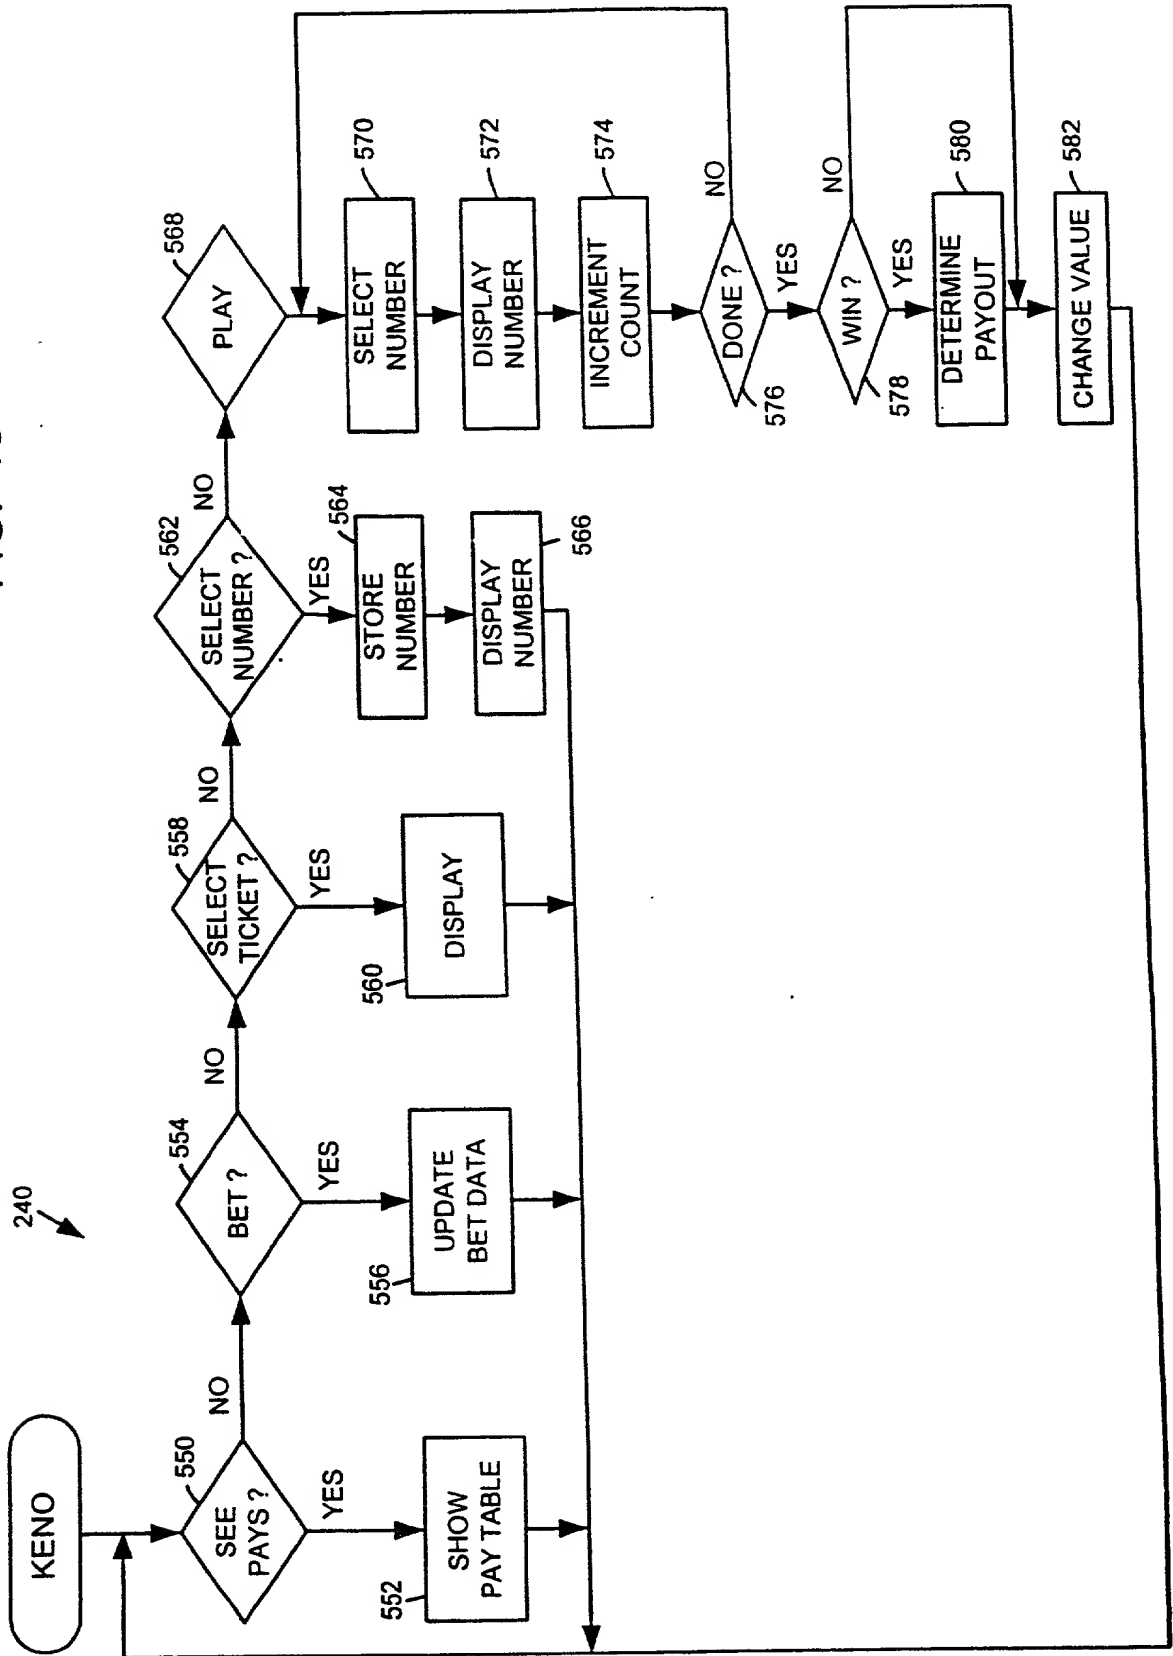 240
KENO
SEE
PAYS ?
550
NO
YES
SHOW
PAY TABLE
552
BET ?
554
NO
YES
UPDATE
BET DATA
556
SELECT
TICKET ?
558
NO
YES
DISPLAY
560
SELECT
NUMBER ?
562
NO
YES
STORE
NUMBER
564
DISPLAY
NUMBER
566
PLAY
568
SELECT
NUMBER
570
DISPLAY
NUMBER
572
INCREMENT
COUNT
574
DONE ?
576
NO
YES
WIN ?
578
NO
YES
DETERMINE
PAYOUT
580
CHANGE VALUE
582